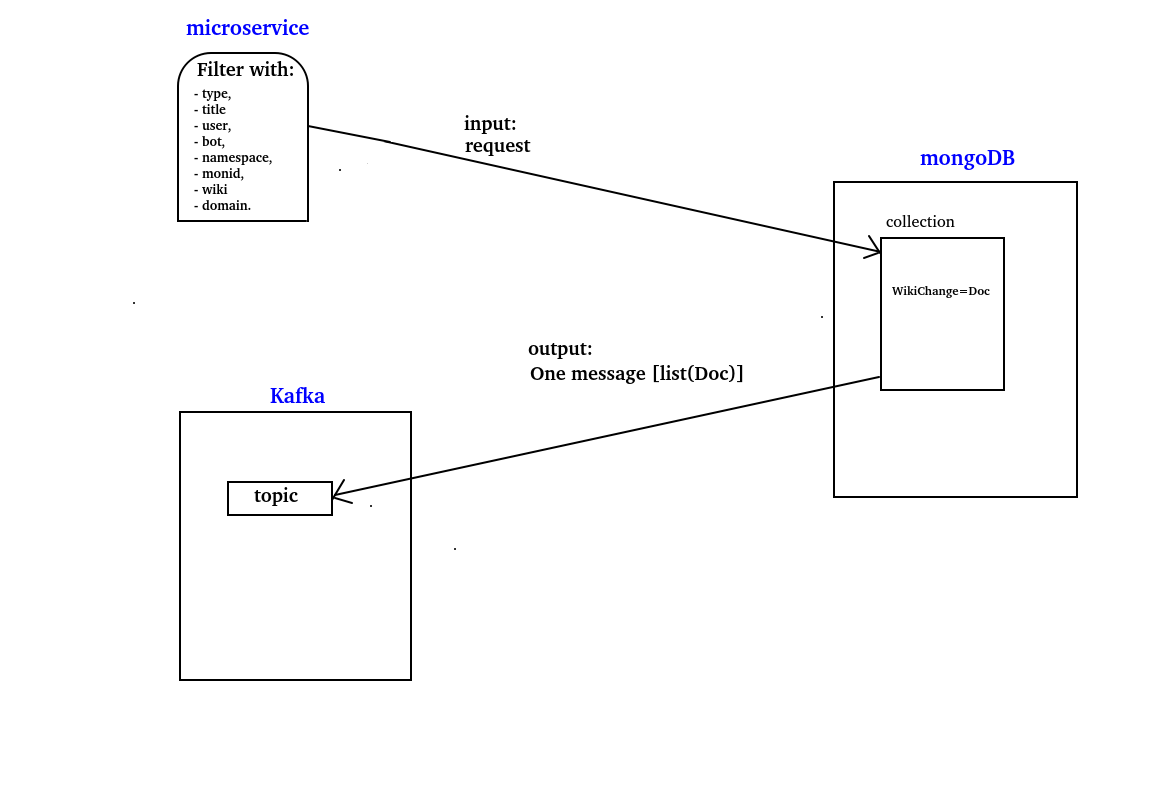 microservice
Filter with:
- type,
- title
- user,
- bot,
- namespace,
- monid,
- wiki
- domain.
input:
request
mongoDB
collection
WikiChange=Doc
output:
One message [list(Doc)]
Kafka
topic